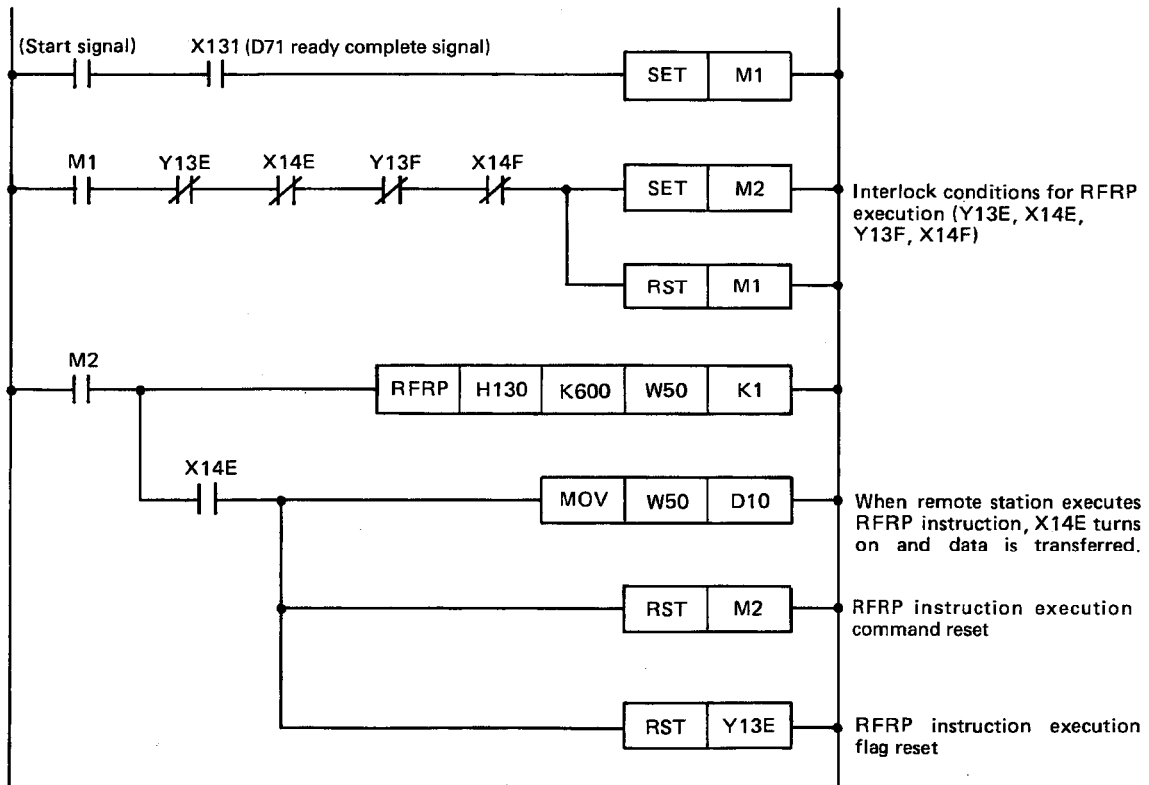 (Start signal) X131 (D71 ready complete signal)
SET M1
M1 Y13E X14E Y13F X14F
SET M2
Interlock conditions for RFRP
execution (Y13E, X14E,
Y13F, X14F)
RST M1
M2
RFRP H130 K600 W50 K1
X14E
MOV W50 D10
When remote station executes
RFRP instruction, X14E turns
on and data is transferred.
RST M2
RFRP instruction execution
command reset
RST Y13E
RFRP instruction execution
flag reset